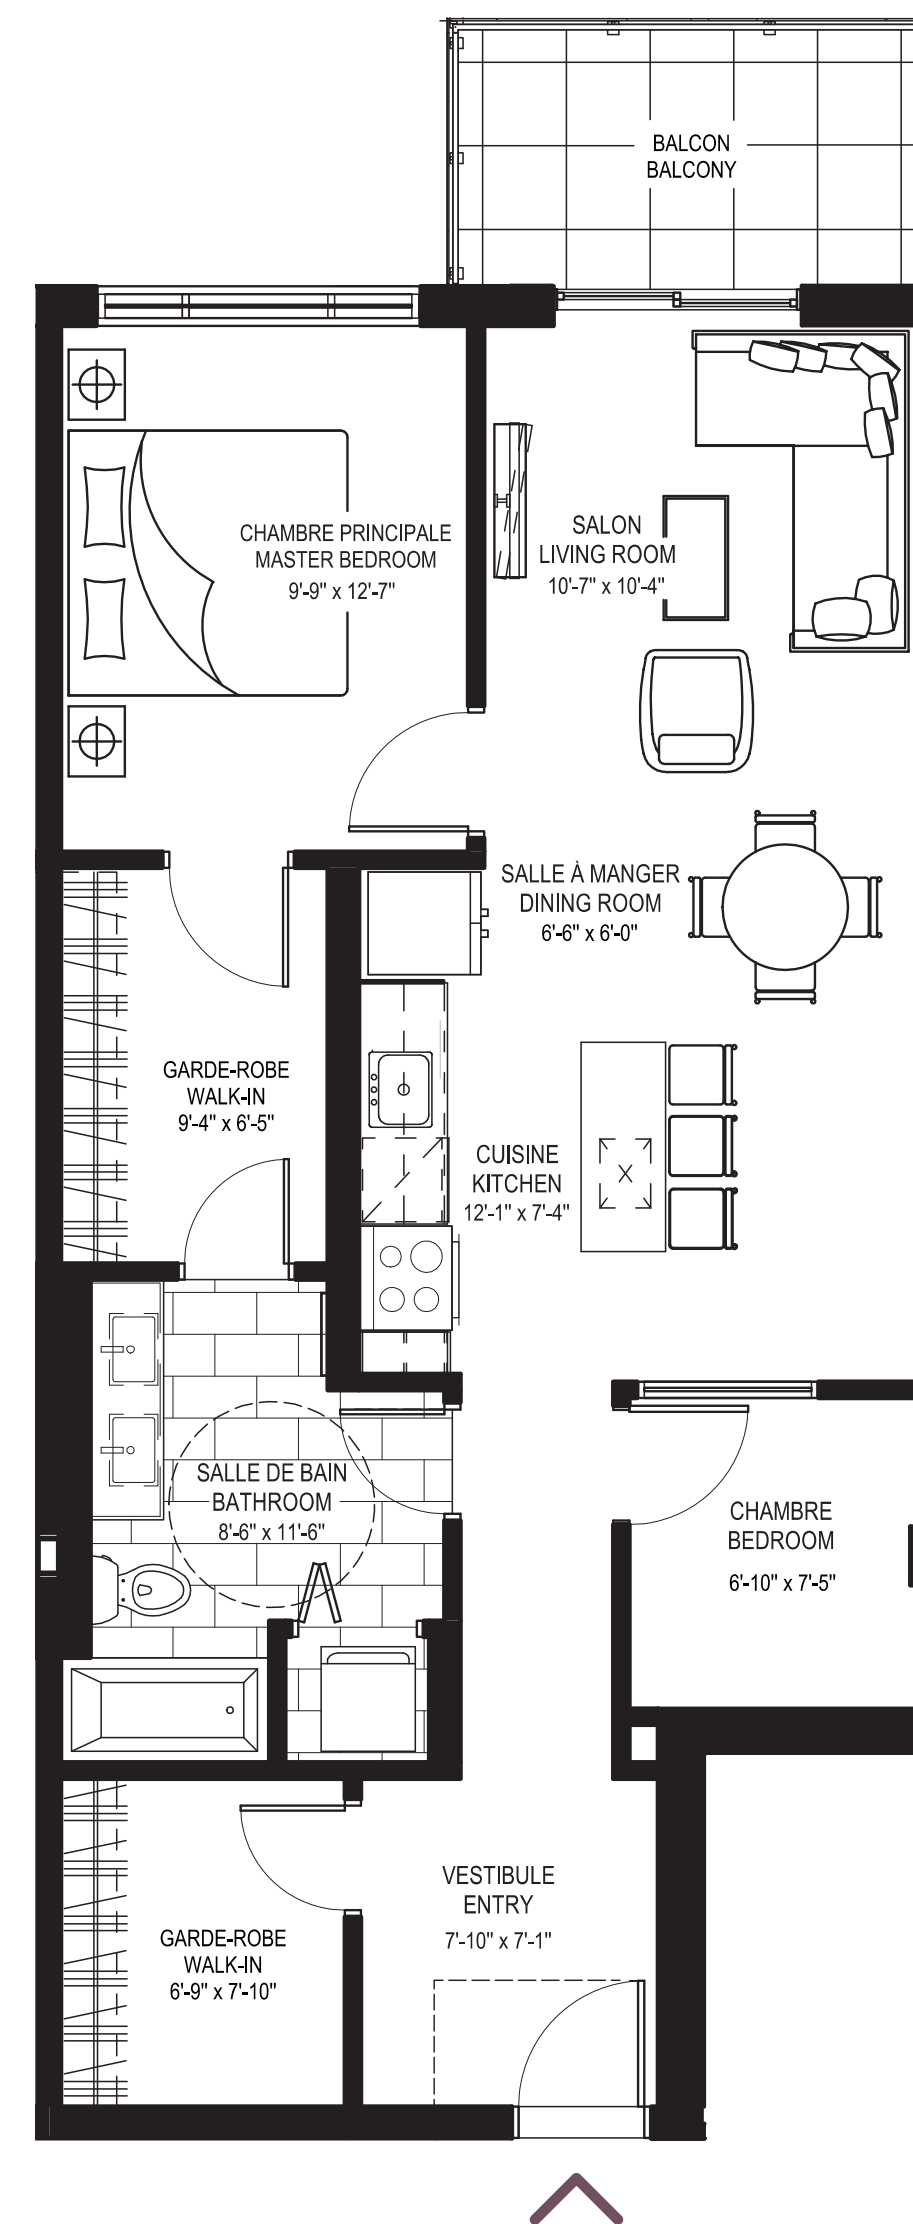 BALCON
BALCONY
CHAMBRE PRINCIPALE
MASTER BEDROOM
9'-9" x 12'-7"
SALON
LIVING ROOM
10'-7" x 10'-4"
SALLE À MANGER
DINING ROOM
6'-6" x 6'-0"
GARDE-ROBE
WALK-IN
9'-4" x 6'-5"
CUISINE
KITCHEN
12'-1" x 7'-4"
SALLE DE BAIN
BATHROOM
8'-6" x 11'-6"
CHAMBRE
BEDROOM
6'-10" x 7'-5"
VESTIBULE
ENTRY
7'-10" x 7'-1"
GARDE-ROBE
WALK-IN
6'-9" x 7'-10"